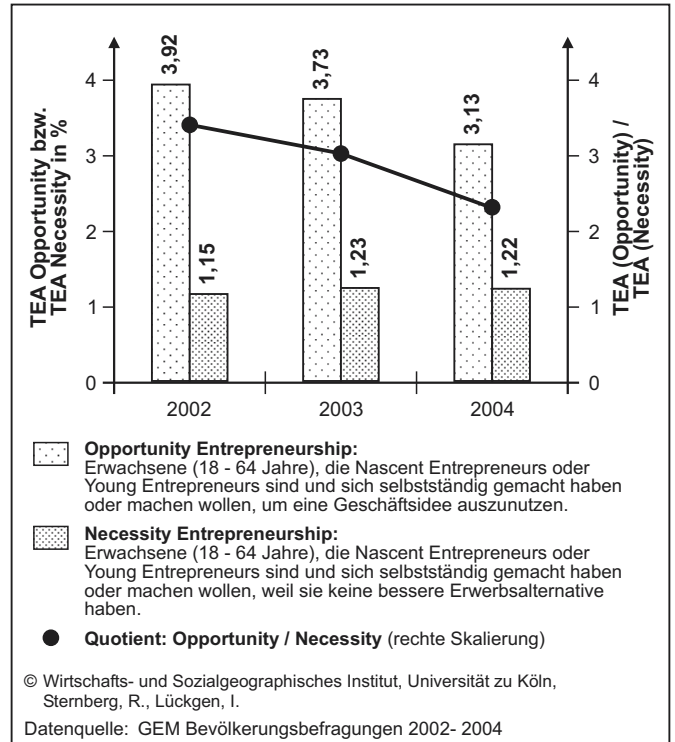 TEA Opportunity bzw.
TEA Necessity in %
4
3
2
1
0
3,92
1,15
3,73
1,23
3,13
1,22
4
3
2
1
0
TEA (Opportunity) /
TEA (Necessity)
2002
2003
2004
Opportunity Entrepreneurship:
Erwachsene (18 - 64 Jahre), die Nascent Entrepreneurs oder
Young Entrepreneurs sind und sich selbstständig gemacht haben
oder machen wollen, um eine Geschäftsidee auszunutzen.
Necessity Entrepreneurship:
Erwachsene (18 - 64 Jahre), die Nascent Entrepreneurs oder
Young Entrepreneurs sind und sich selbstständig gemacht haben
oder machen wollen, weil sie keine bessere Erwerbsalternative
haben.
Quotient: Opportunity / Necessity (rechte Skalierung)
© Wirtschafts- und Sozialgeographisches Institut, Universität zu Köln,
Sternberg, R., Lückgen, I.
Datenquelle: GEM Bevölkerungsbefragungen 2002- 2004